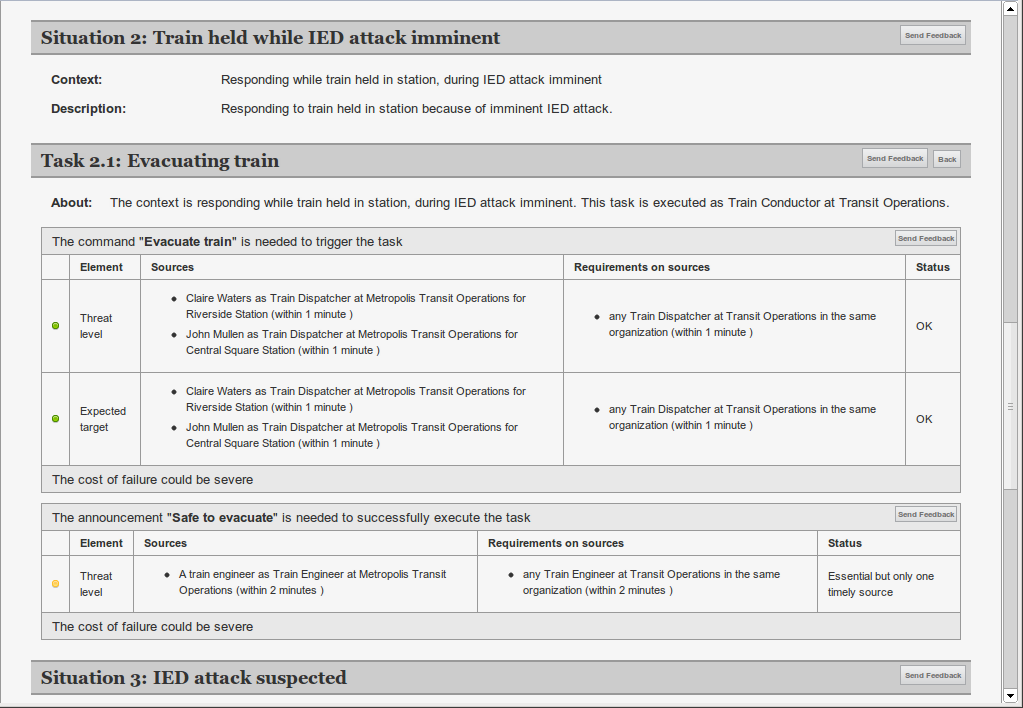 Situation 2: Train held while IED attack imminent
Send Feedback
Context: Responding while train held in station, during IED attack imminent
Description: Responding to train held in station because of imminent IED attack.
Task 2.1: Evacuating train
Send Feedback Back
About: The context is responding while train held in station, during IED attack imminent. This task is executed as Train Conductor at Transit Operations.
The command "Evacuate train" is needed to trigger the task
Send Feedback
Element Sources Requirements on sources Status
Threat
level
• Claire Waters as Train Dispatcher at Metropolis Transit Operations for
Riverside Station (within 1 minute )
• John Mullen as Train Dispatcher at Metropolis Transit Operations for
Central Square Station (within 1 minute )
• any Train Dispatcher at Transit Operations in the same
organization (within 1 minute )
OK
Expected
target
• Claire Waters as Train Dispatcher at Metropolis Transit Operations for
Riverside Station (within 1 minute )
• John Mullen as Train Dispatcher at Metropolis Transit Operations for
Central Square Station (within 1 minute )
• any Train Dispatcher at Transit Operations in the same
organization (within 1 minute )
OK
The cost of failure could be severe
The announcement "Safe to evacuate" is needed to successfully execute the task
Send Feedback
Element Sources Requirements on sources Status
Threat
level
• A train engineer as Train Engineer at Metropolis Transit
Operations (within 2 minutes )
• any Train Engineer at Transit Operations in the same
organization (within 2 minutes )
Essential but only one
timely source
The cost of failure could be severe
Situation 3: IED attack suspected
Send Feedback